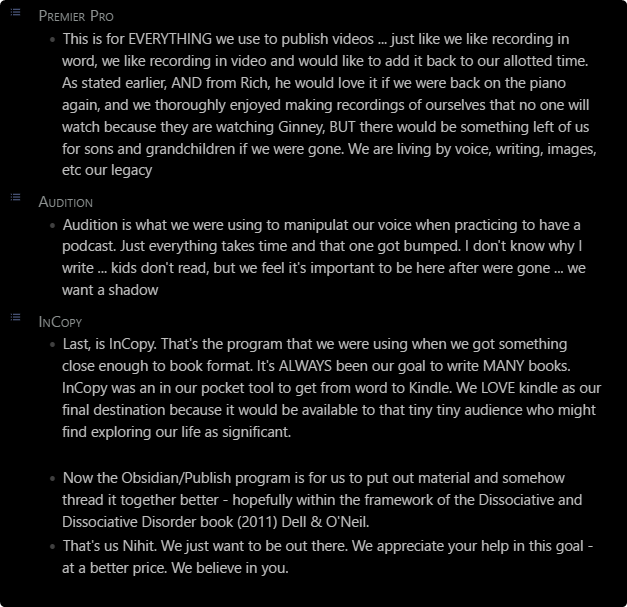 Premier Pro
This is for EVERYTHING we use to publish videos ... just like we like recording in
word, we like recording in video and would like to add it back to our allotted time.
As stated earlier, AND from Rich, he would love it if we were back on the piano
again, and we thoroughly enjoyed making recordings of ourselves that no one will
watch because they are watching Ginney, BUT there would be something left of us
for sons and grandchildren if we were gone. We are living by voice, writing, images,
etc our legacy
Audition
Audition is what we were using to manipulat our voice when practicing to have a
podcast. Just everything takes time and that one got bumped. I don't know why I
write ... kids don't read, but we feel it's important to be here after were gone ... we
want a shadow
InCopy
Last, is InCopy. That's the program that we were using when we got something
close enough to book format. It's ALWAYS been our goal to write MANY books.
InCopy was an in our pocket tool to get from word to Kindle. We LOVE kindle as our
final destination because it would be available to that tiny tiny audience who might
find exploring our life as significant.
Now the Obsidian/Publish program is for us to put out material and somehow
thread it together better - hopefully within the framework of the Dissociative and
Dissociative Disorder book (2011) Dell & O'Neil.
That's us Nihit. We just want to be out there. We appreciate your help in this goal -
at a better price. We believe in you.